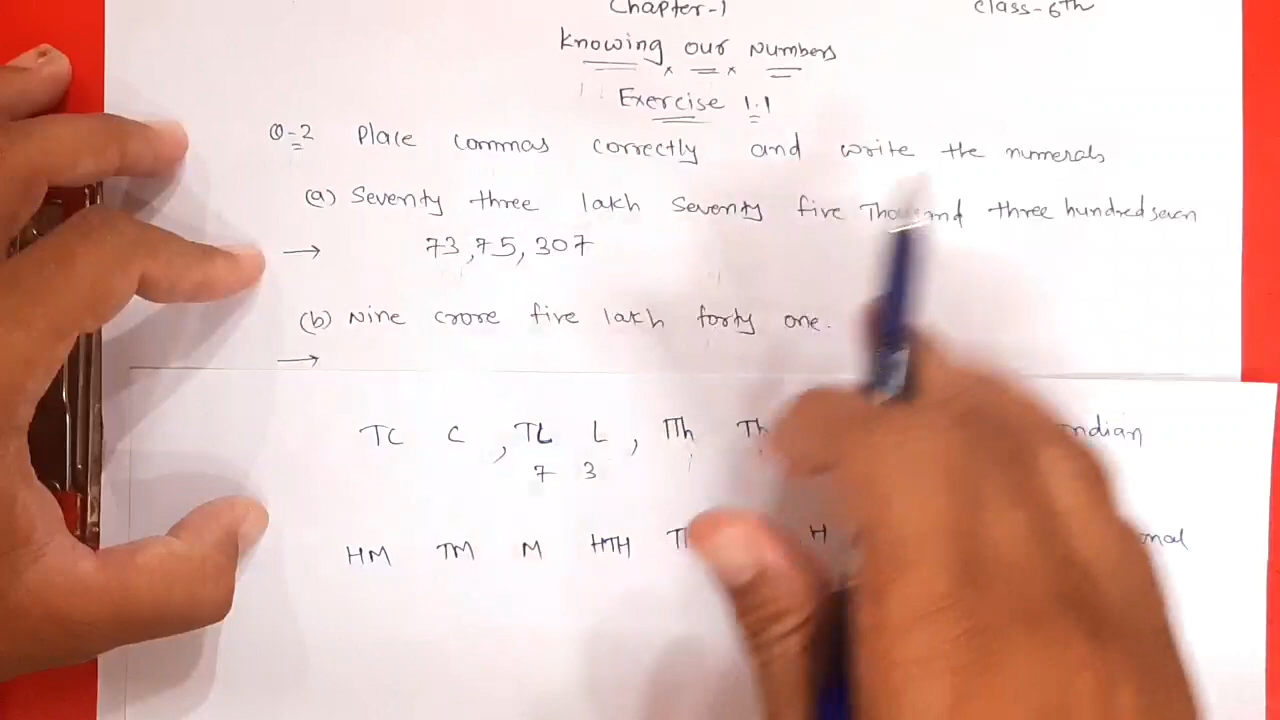 Chapter-1 Class-6th
Knowing our Numbers
Exercise 1.1
Q-2 Place commas correctly and write the numerals
(a) Seventy three lakh seventy five Thousand three hundred seven
→ 73,75,307
(b) Nine crore five lakh forty one.
→
TC C , TL L , TTh Th
7 3
HM TM M HTH H